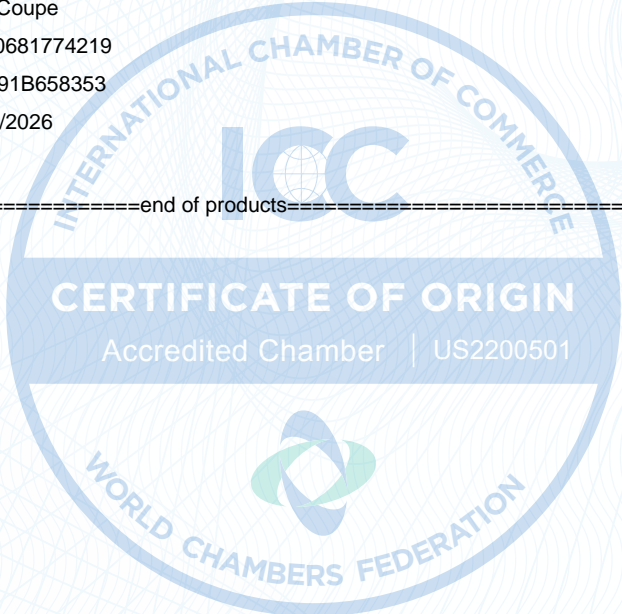 Coupe
0681774219
91B658353
/2026
INTERNATIONAL CHAMBER OF COMMERCE
ICC
============end of products===========================
CERTIFICATE OF ORIGIN
Accredited Chamber | US2200501
WORLD CHAMBERS FEDERATION